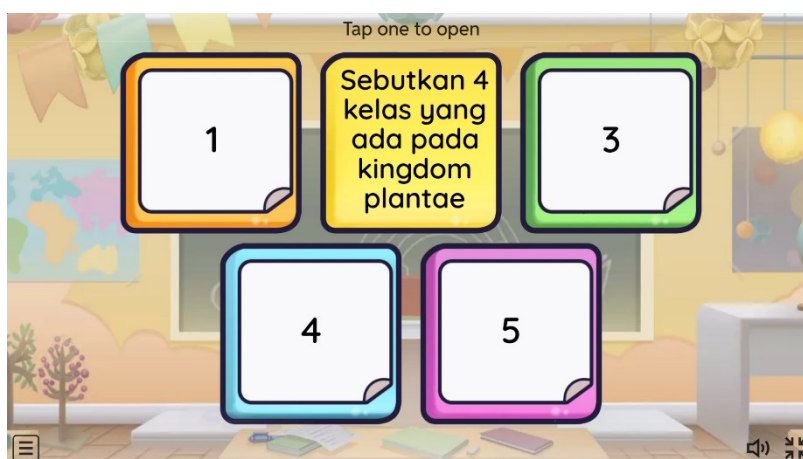 Tap one to open
1
Sebutkan 4
kelas yang
ada pada
kingdom
plantae
3
4
5